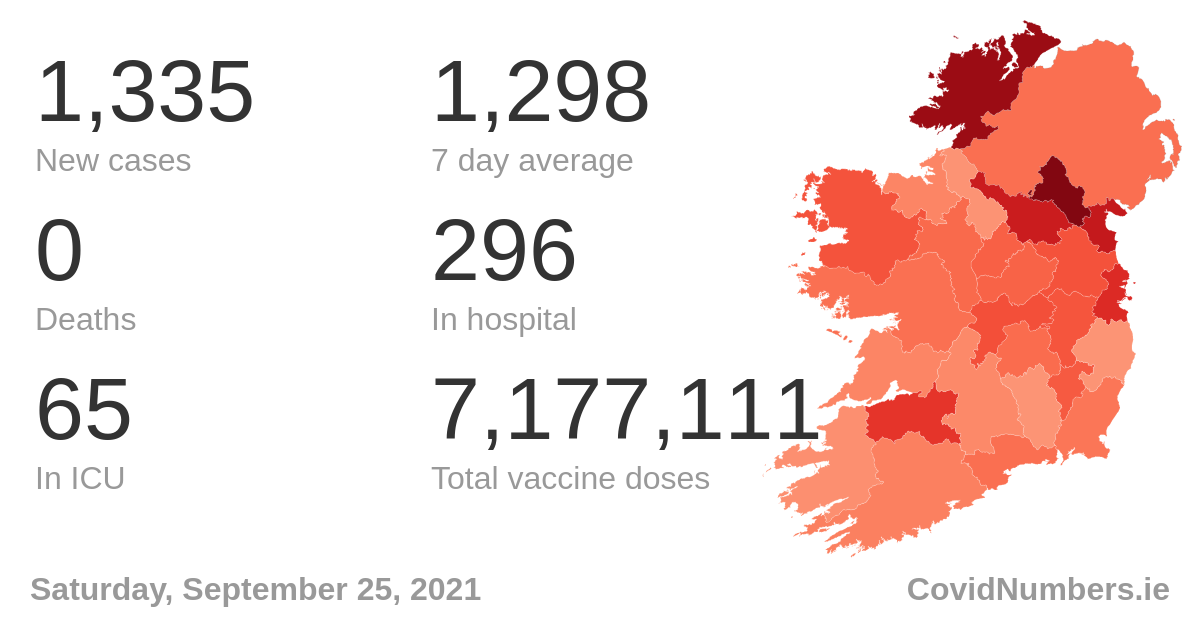 1,335
New cases
1,298
7 day average
0
Deaths
296
In hospital
65
In ICU
7,177,111
Total vaccine doses
Saturday, September 25, 2021
CovidNumbers.ie